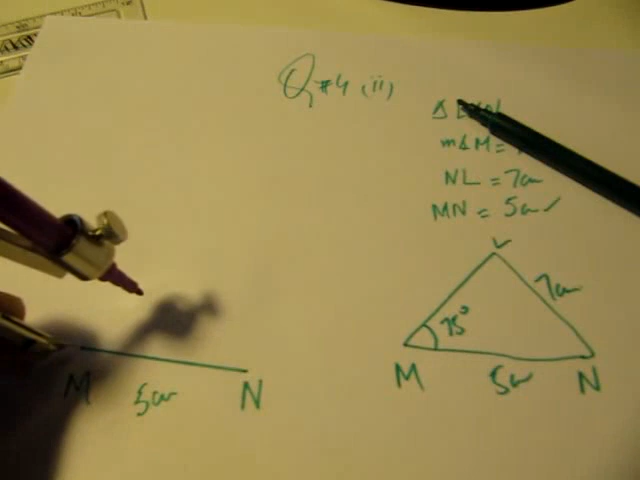 Q#4 (ii)
m∠M =
NL = 7cm
MN = 5cm ✓
L
7cm
75°
M
5cm
N
M
5cm
N